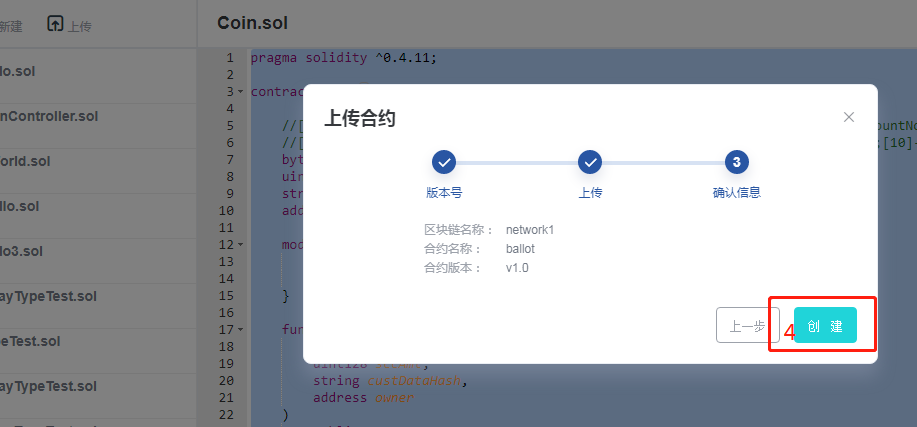 新建 上传
Coin.sol
lo.sol
nController.sol
orld.sol
llo.sol
lo3.sol
ayTypeTest.sol
eTest.sol
ayTypeTest.sol
1 pragma solidity ^0.4.11;
2
3 contrac
4
5 //[ ountNo
6 //[ ;[10]-
7 byt
8 uin
9 str
10 add
11
12 mod
13
14
15 }
16
17 fun
18
19
20 string custDataHash,
21 address owner
22 )
上传合约
3
版本号 上传 确认信息
区块链名称： network1
合约名称： ballot
合约版本： v1.0
上一步 4 创 建